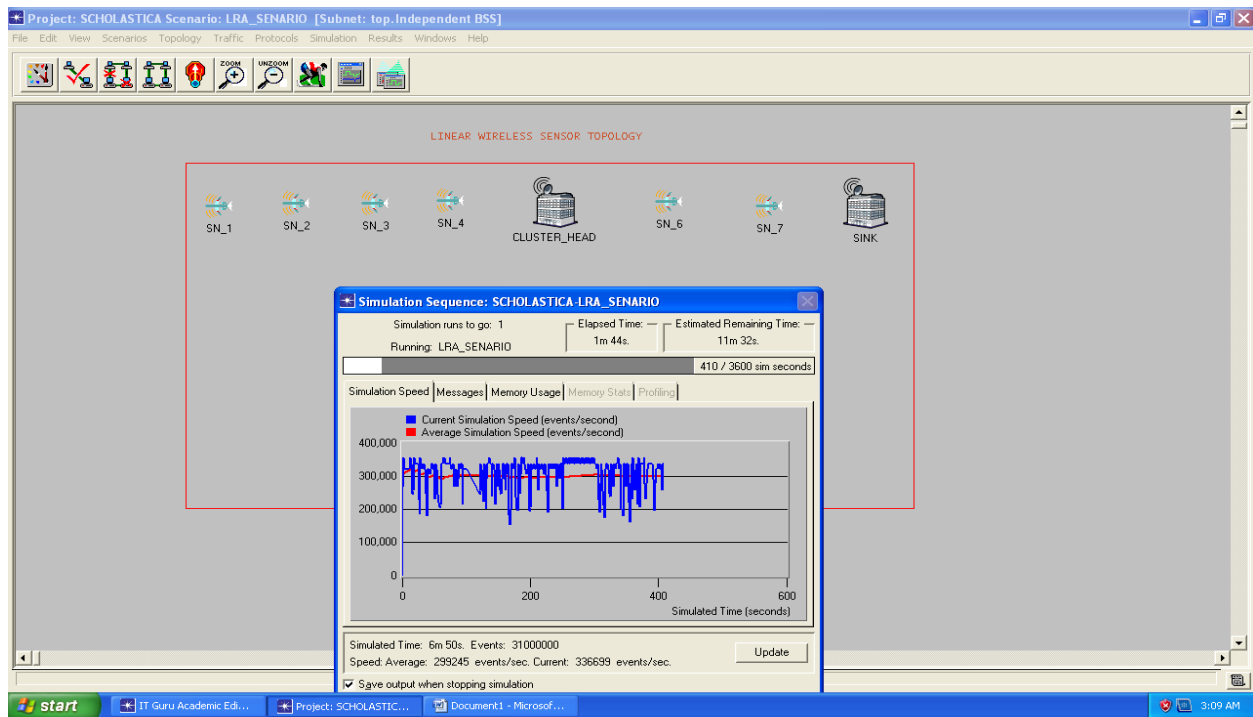 Project: SCHOLASTICA Scenario: LRA_SENARIO [Subnet: top.Independent BSS]
File Edit View Scenarios Topology Traffic Protocols Simulation Results Windows Help
ZOOM UNZOOM
LINEAR WIRELESS SENSOR TOPOLOGY
SN_1 SN_2 SN_3 SN_4 CLUSTER_HEAD SN_6 SN_7 SINK
Simulation Sequence: SCHOLASTICA-LRA_SENARIO
Simulation runs to go: 1
Running: LRA_SENARIO
Elapsed Time:
1m 44s.
Estimated Remaining Time:
11m 32s.
410 / 3600 sim seconds
Simulation Speed Messages Memory Usage Memory Stats Profiling
Current Simulation Speed (events/second)
Average Simulation Speed (events/second)
400,000
300,000
200,000
100,000
0
0 200 400 600
Simulated Time (seconds)
Simulated Time: 6m 50s. Events: 31000000
Speed: Average: 299245 events/sec. Current: 336699 events/sec.
Update
Save output when stopping simulation
start IT Guru Academic Edi... Project: SCHOLASTIC... Document1 - Microsof... 3:09 AM